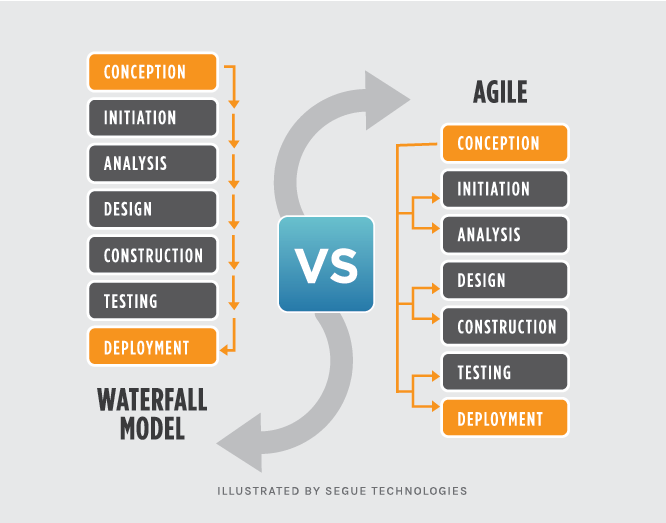 CONCEPTION
INITIATION
ANALYSIS
DESIGN
CONSTRUCTION
TESTING
DEPLOYMENT
WATERFALL
MODEL
VS
AGILE
CONCEPTION
INITIATION
ANALYSIS
DESIGN
CONSTRUCTION
TESTING
DEPLOYMENT
ILLUSTRATED BY SEGUE TECHNOLOGIES